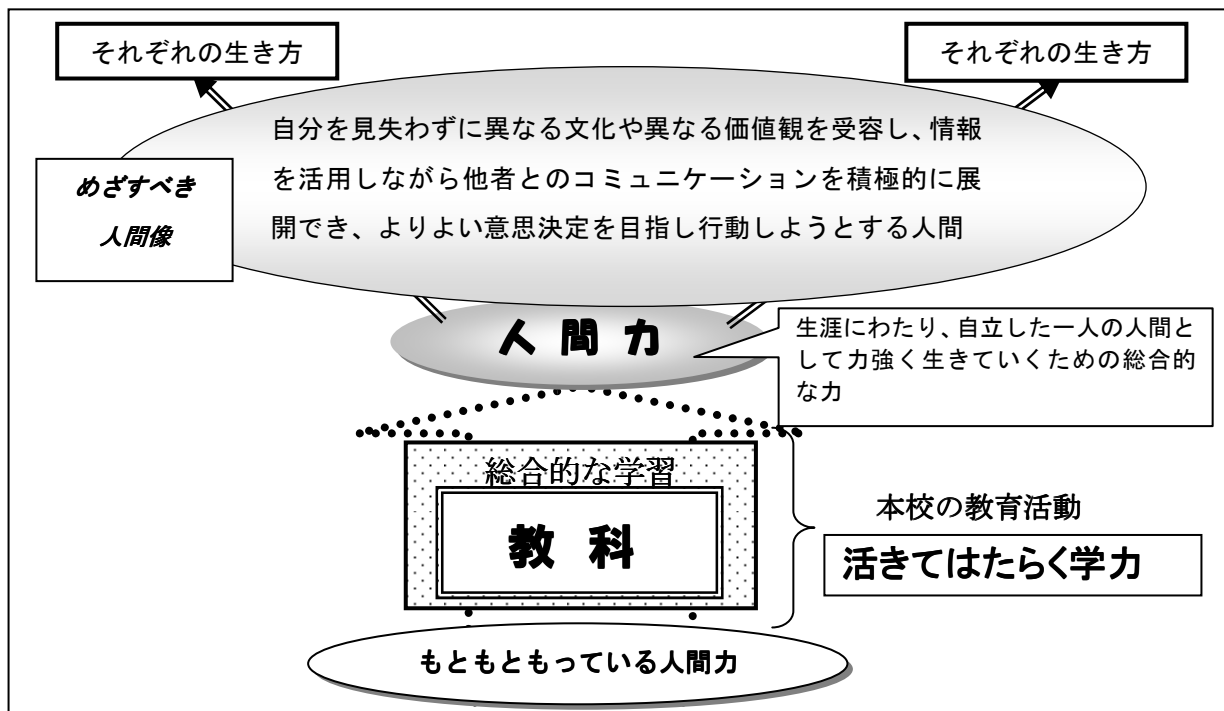 それぞれの生き方
それぞれの生き方
自分を見失わずに異なる文化や異なる価値観を受容し、情報
を活用しながら他者とのコミュニケーションを積極的に展
開でき、よりよい意思決定を目指し行動しようとする人間
めざすべき
人間像
人間力
生涯にわたり、自立した一人の人間と
して力強く生きていくための総合的
な力
総合的な学習
教科
本校の教育活動
活きてはたらく学力
もともともっている人間力